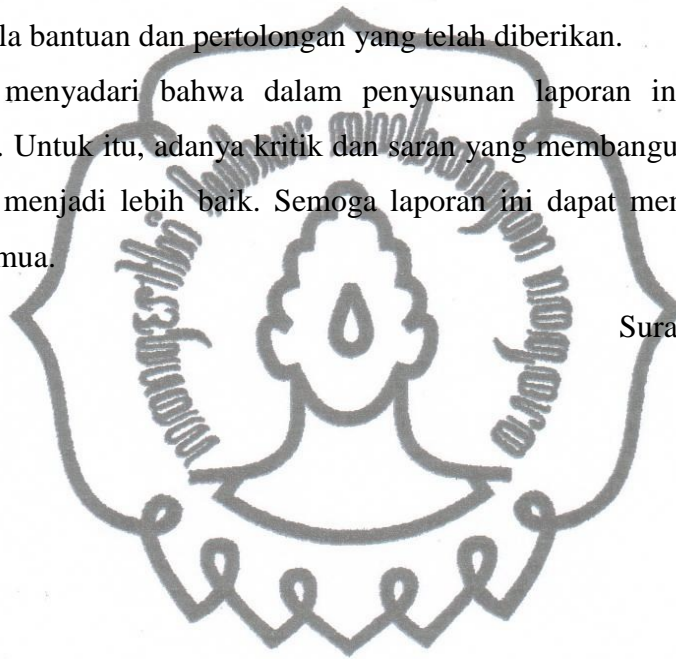 la bantuan dan pertolongan yang telah diberikan.
menyadari bahwa dalam penyusunan laporan in
. Untuk itu, adanya kritik dan saran yang membangu
menjadi lebih baik. Semoga laporan ini dapat mer
mua.
Sura